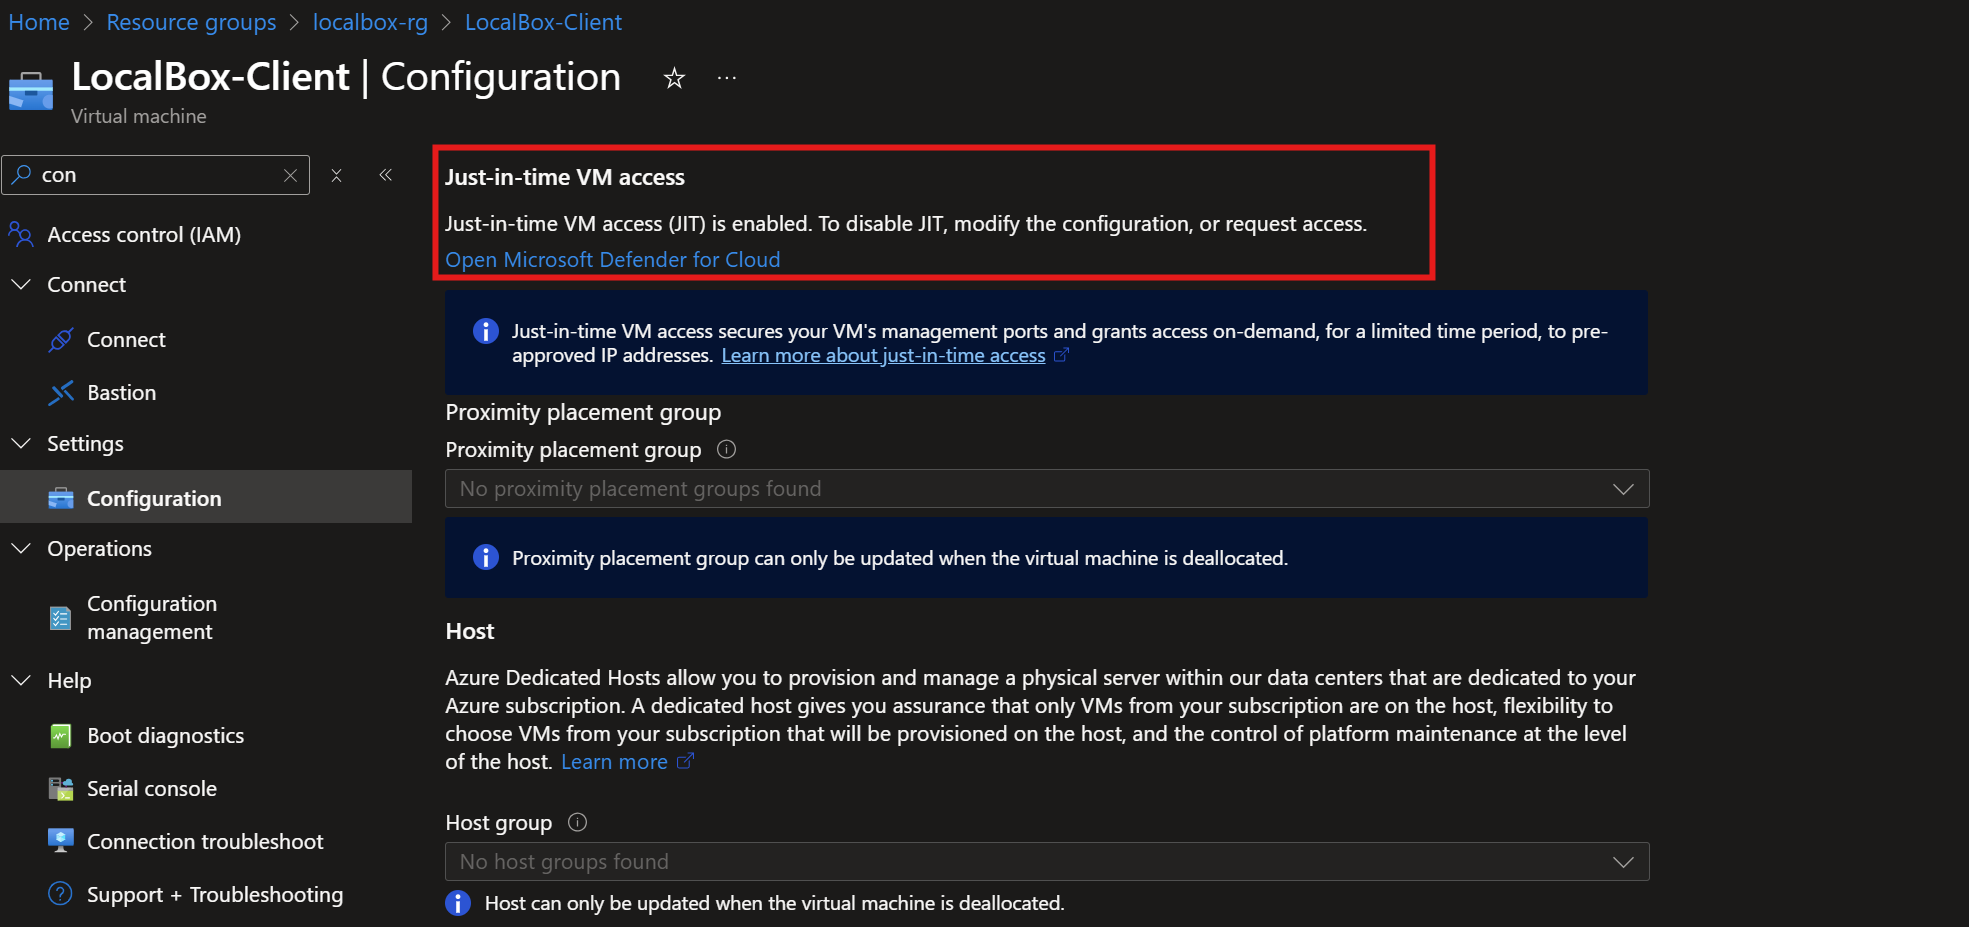 Home > Resource groups > localbox-rg > LocalBox-Client
LocalBox-Client | Configuration
Virtual machine
con
Access control (IAM)
Connect
Connect
Bastion
Settings
Configuration
Operations
Configuration
management
Help
Boot diagnostics
Serial console
Connection troubleshoot
Support + Troubleshooting
Just-in-time VM access
Just-in-time VM access (JIT) is enabled. To disable JIT, modify the configuration, or request access.
Open Microsoft Defender for Cloud
Just-in-time VM access secures your VM's management ports and grants access on-demand, for a limited time period, to pre-
approved IP addresses. Learn more about just-in-time access
Proximity placement group
Proximity placement group
No proximity placement groups found
Proximity placement group can only be updated when the virtual machine is deallocated.
Host
Azure Dedicated Hosts allow you to provision and manage a physical server within our data centers that are dedicated to your
Azure subscription. A dedicated host gives you assurance that only VMs from your subscription are on the host, flexibility to
choose VMs from your subscription that will be provisioned on the host, and the control of platform maintenance at the level
of the host. Learn more
Host group
No host groups found
Host can only be updated when the virtual machine is deallocated.